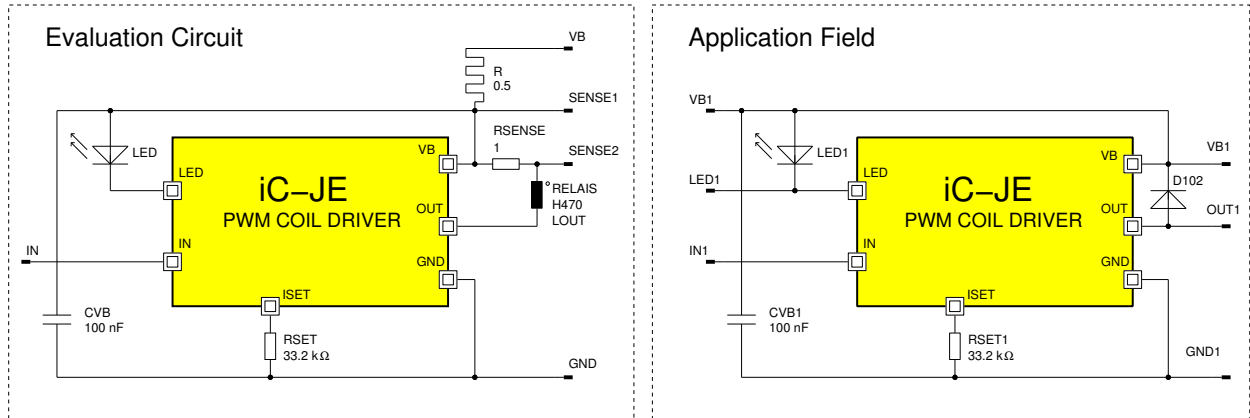 Evaluation Circuit
VB
R
0.5
SENSE1
RSENSE
1
SENSE2
LED
LED
VB
iC-JE
PWM COIL DRIVER
RELAIS
H470
LOUT
OUT
IN
IN
GND
ISET
CVB
100 nF
RSET
33.2 kΩ
GND
Application Field
VB1
LED1
LED1
LED
VB
VB1
iC-JE
PWM COIL DRIVER
D102
OUT
OUT1
IN1
IN
GND
ISET
CVB1
100 nF
RSET1
33.2 kΩ
GND1